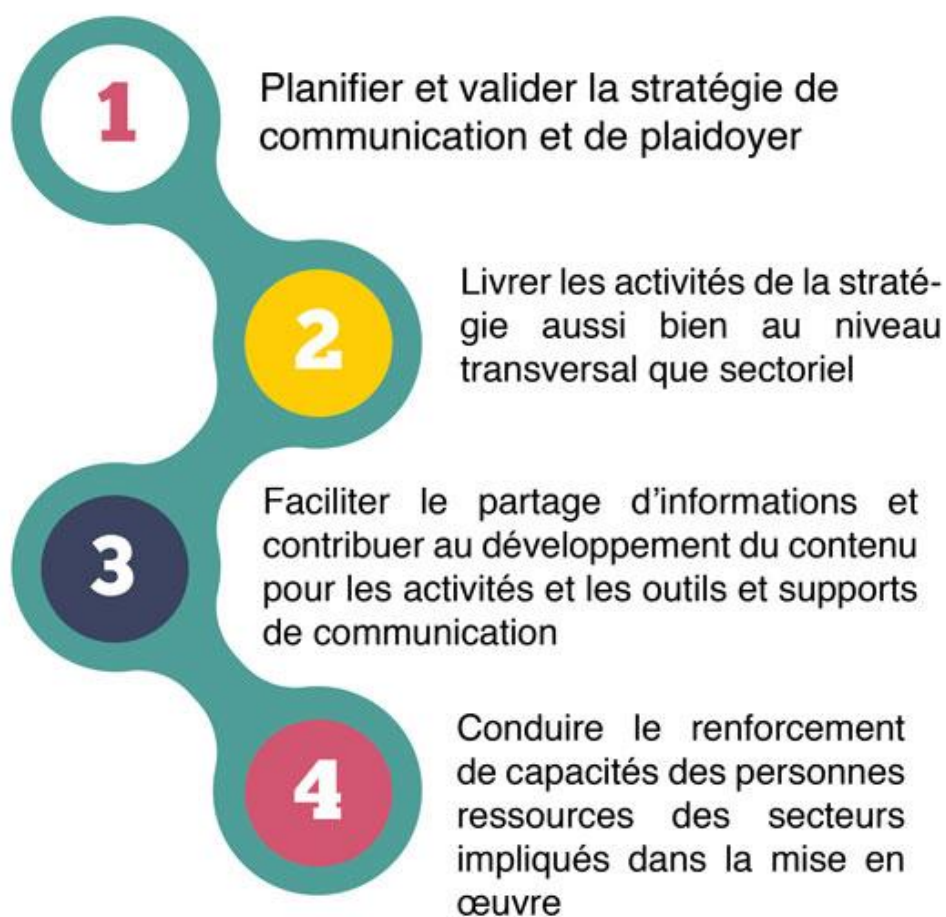 1
Planifier et valider la stratégie de
communication et de plaidoyer
2
Livrer les activités de la straté-
gie aussi bien au niveau
transversal que sectoriel
3
Faciliter le partage d'informations et
contribuer au développement du contenu
pour les activités et les outils et supports
de communication
4
Conduire le renforcement
de capacités des personnes
ressources des secteurs
impliqués dans la mise en
œuvre